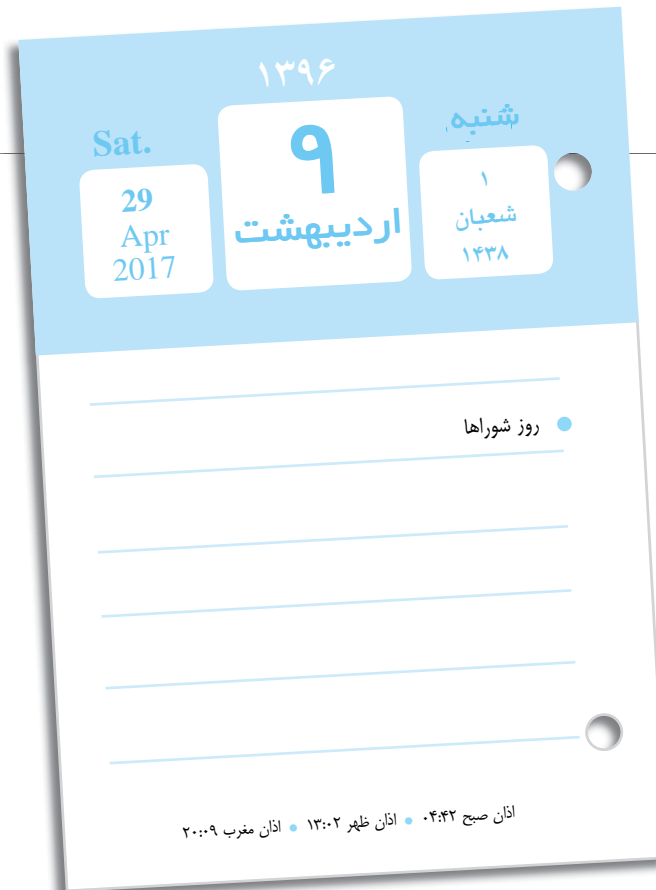 ۱۳۹۶
شنبه
۱
شعبان
۱۴۳۸
۹
اردیبهشت
Sat.
29
Apr
2017
روز شوراها
اذان صبح ۰۴:۴۲ • اذان ظهر ۱۳:۰۲ • اذان مغرب ۲۰:۰۹